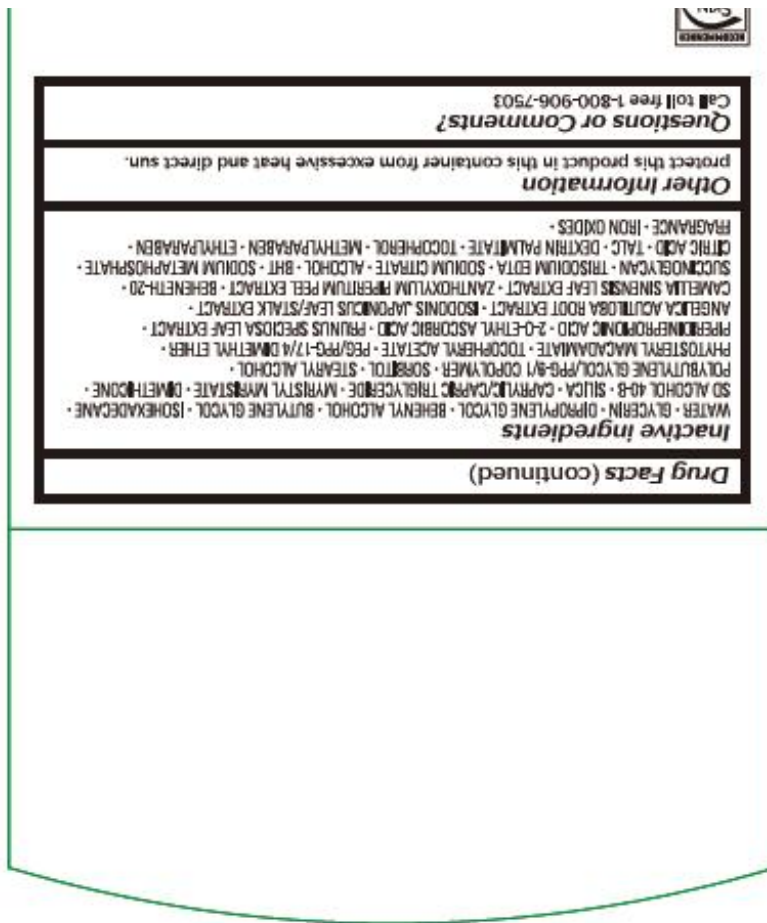 Drug Facts (continued)
Inactive ingredients
WATER · GLYCERIN · DIPROPYLENE GLYCOL · BEHENYL ALCOHOL · BUTYLENE GLYCOL · ISOHEXADECANE ·
SD ALCOHOL 40-B · SILICA · CAPRYLIC/CAPRIC TRIGLYCERIDE · MYRISTYL MYRISTATE · DIMETHICONE ·
POLYBUTYLENE GLYCOL/PPG-9/1 COPOLYMER · SORBITOL · STEARYL ALCOHOL ·
PHYTOSTERYL MACADAMIATE · TOCOPHERYL ACETATE · PEG/PPG-17/4 DIMETHYL ETHER ·
PIPERIDINEPROPIONIC ACID · 2-O-ETHYL ASCORBIC ACID · PRUNUS SPECIOSA LEAF EXTRACT ·
ANGELICA ACUTILOBA ROOT EXTRACT · ISODONIS JAPONICUS LEAF/STALK EXTRACT ·
CAMELLIA SINENSIS LEAF EXTRACT · ZANTHOXYLUM PIPERITUM PEEL EXTRACT · BEHENETH-20 ·
SUCCINOGLYCAN · TRISODIUM EDTA · SODIUM CITRATE · ALCOHOL · BHT · SODIUM METAPHOSPHATE ·
CITRIC ACID · TALC · DEXTRIN PALMITATE · TOCOPHEROL · METHYLPARABEN · ETHYLPARABEN ·
FRAGRANCE · IRON OXIDES ·
Other Information
protect this product in this container from excessive heat and direct sun.
Questions or Comments?
Call toll free 1-800-906-7503
RECOMMENDED
SKIN